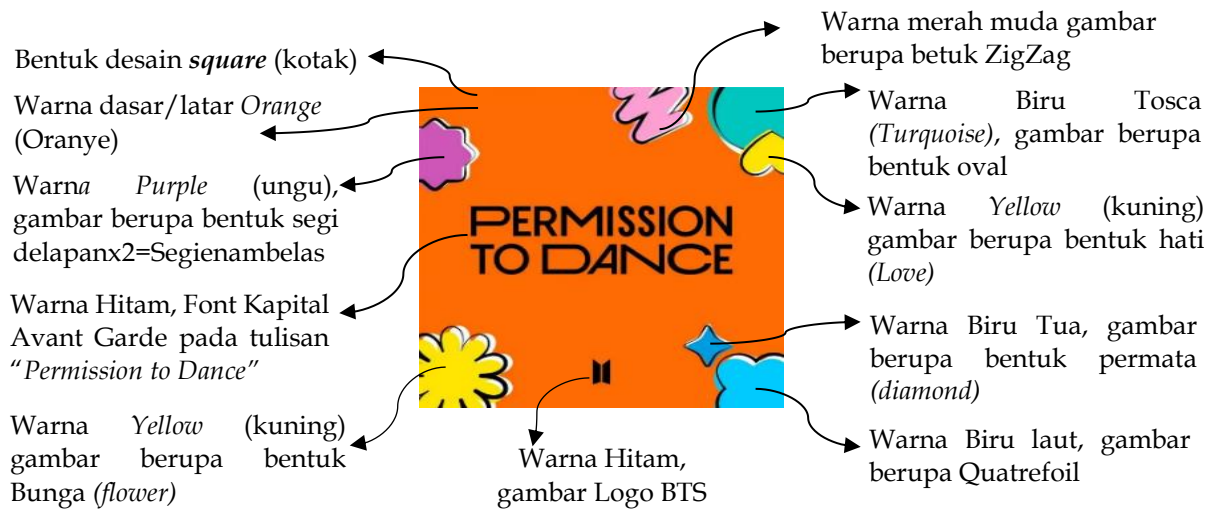 Bentuk desain square (kotak)
Warna dasar/latar Orange
(Oranye)
Warna Purple (ungu),
gambar berupa bentuk segi
delapanx2=Segienambelas
Warna Hitam, Font Kapital
Avant Garde pada tulisan
“Permission to Dance”
Warna Yellow (kuning)
gambar berupa bentuk
Bunga (flower)
PERMISSION
TO DANCE
Warna Hitam,
gambar Logo BTS
Warna merah muda gambar
berupa betuk ZigZag
Warna Biru Tosca
(Turquoise), gambar berupa
bentuk oval
Warna Yellow (kuning)
gambar berupa bentuk hati
(Love)
Warna Biru Tua, gambar
berupa bentuk permata
(diamond)
Warna Biru laut, gambar
berupa Quatrefoil